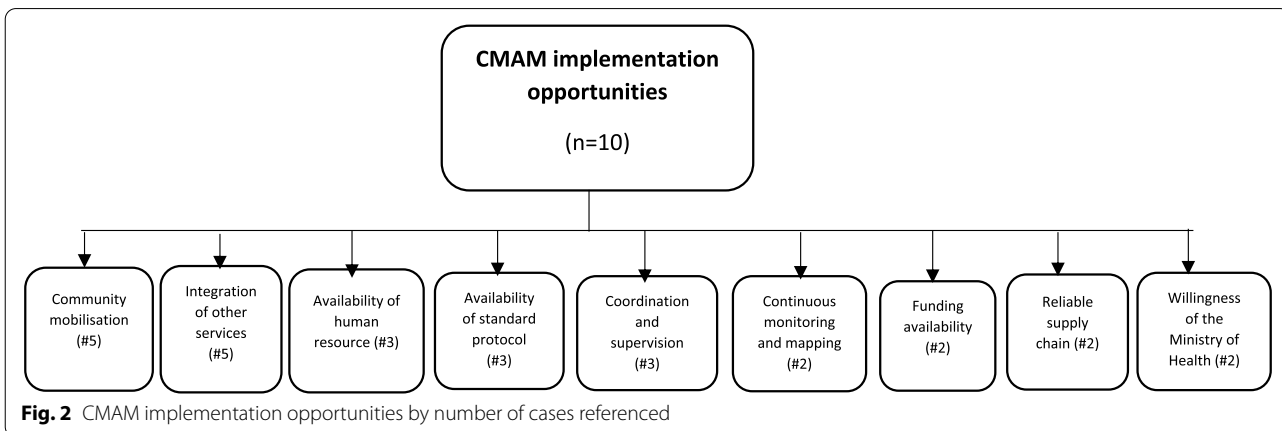 CMAM implementation
opportunities
(n=10)
Community
mobilisation
(#5)
Integration
of other
services
(#5)
Availability of
human
resource (#3)
Availability
of standard
protocol
(#3)
Coordination
and
supervision
(#3)
Continuous
monitoring
and mapping
(#2)
Funding
availability
(#2)
Reliable
supply
chain (#2)
Willingness
of the
Ministry of
Health (#2)
Fig. 2 CMAM implementation opportunities by number of cases referenced